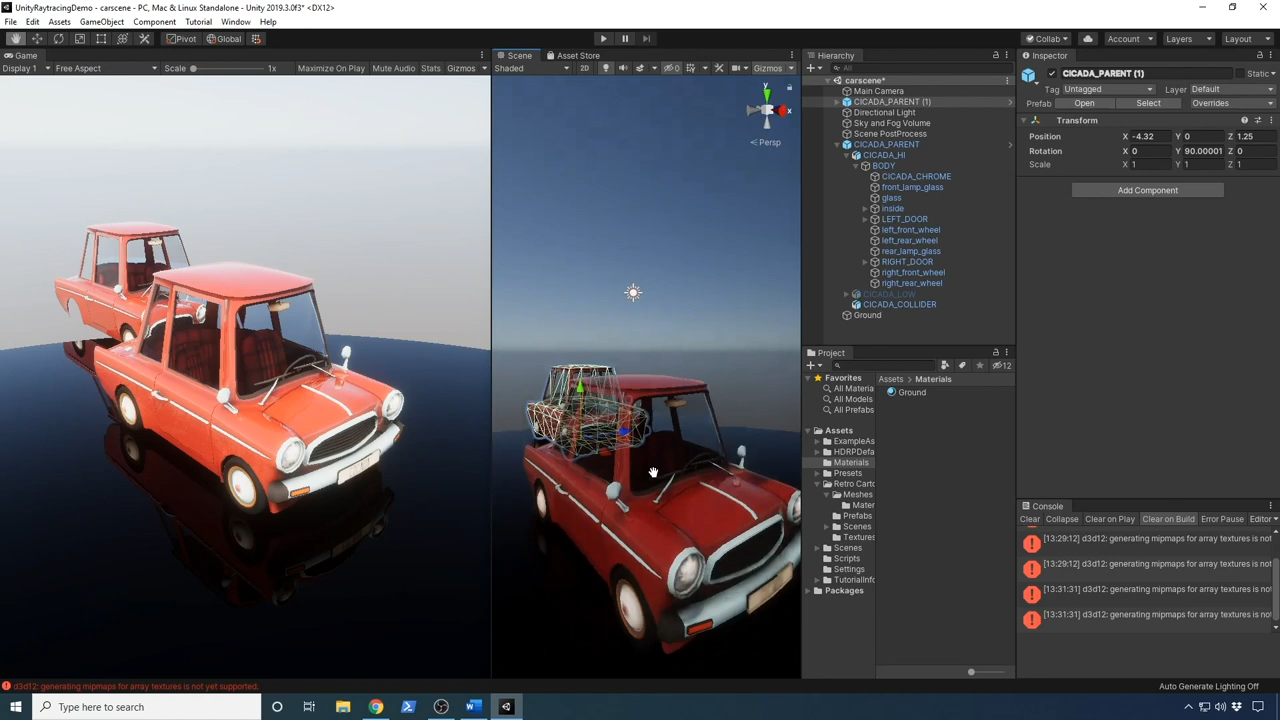 UnityRaytracingDemo - carscene - PC, Mac & Linux Standalone - Unity 2019.3.0f3* <DX12>
File Edit Assets GameObject Component Tutorial Window Help
Pivot Global Collab Account Layers Layout
Game
Display 1 Free Aspect Scale 1x Maximize On Play Mute Audio Stats Gizmos
Scene Asset Store
Shaded 2D 0 Gizmos
y
x
Persp
Hierarchy
All
carscene*
Main Camera
CICADA_PARENT (1)
Directional Light
Sky and Fog Volume
Scene PostProcess
CICADA_PARENT
CICADA_HI
BODY
CICADA_CHROME
front_lamp_glass
glass
inside
LEFT_DOOR
left_front_wheel
left_rear_wheel
rear_lamp_glass
RIGHT_DOOR
right_front_wheel
right_rear_wheel
CICADA_LOW
CICADA_COLLIDER
Ground
Project
12
Favorites
All Materia
All Models
All Prefabs
Assets
ExampleAs
HDRPDefa
Materials
Presets
Retro Carto
Meshes
Mater
Prefabs
Scenes
Textures
Scenes
Scripts
Settings
TutorialInfo
Packages
Assets > Materials
Ground
Inspector
CICADA_PARENT (1) Static
Tag Untagged Layer Default
Prefab Open Select Overrides
Transform
Position X -4.32 Y 0 Z 1.25
Rotation X 0 Y 90.00001 Z 0
Scale X 1 Y 1 Z 1
Add Component
Console
Clear Collapse Clear on Play Clear on Build Error Pause Editor
[13:29:12] d3d12: generating mipmaps for array textures is not
[13:29:12] d3d12: generating mipmaps for array textures is not
[13:31:31] d3d12: generating mipmaps for array textures is not
[13:31:31] d3d12: generating mipmaps for array textures is not
d3d12: generating mipmaps for array textures is not yet supported.
Auto Generate Lighting Off
Type here to search